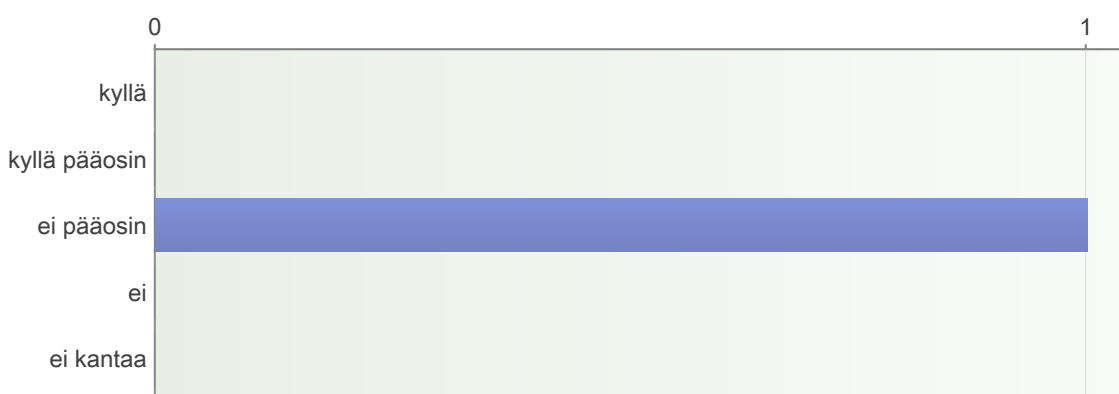 0 1
kyllä
kyllä pääosin
ei pääosin
ei
ei kantaa